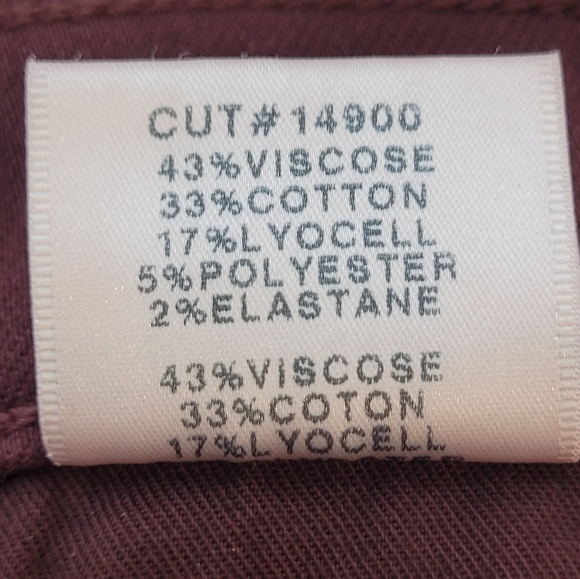 CUT#14900
43%VISCOSE
33%COTTON
17%LYOCELL
5%POLYESTER
2%ELASTANE
43%VISCOSE
33%COTON
17%LYOCELL